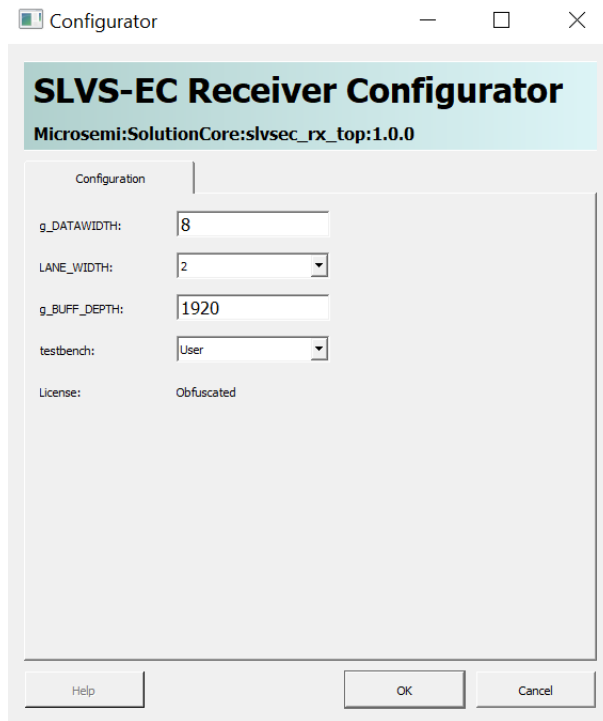 Configurator
SLVS-EC Receiver Configurator
Microsemi:SolutionCore:slvsec_rx_top:1.0.0
Configuration
g_DATAWIDTH: 8
LANE_WIDTH: 2
g_BUFF_DEPTH: 1920
testbench: User
License: Obfuscated
Help OK Cancel